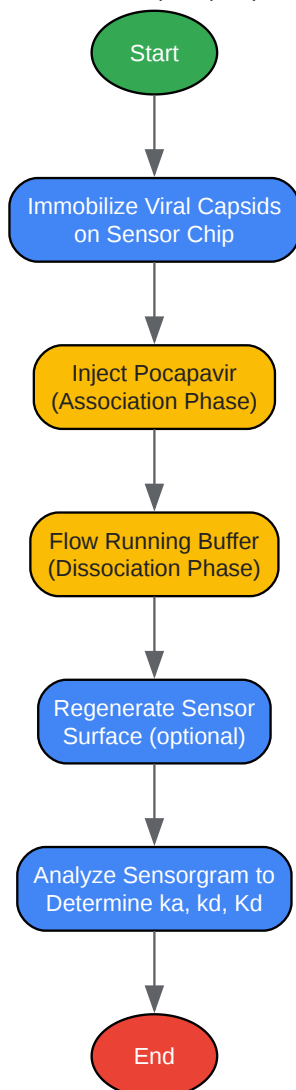 Start
Immobilize Viral Capsids
on Sensor Chip
Inject Pocapavir
(Association Phase)
Flow Running Buffer
(Dissociation Phase)
Regenerate Sensor
Surface (optional)
Analyze Sensorgram to
Determine ka, kd, Kd
End